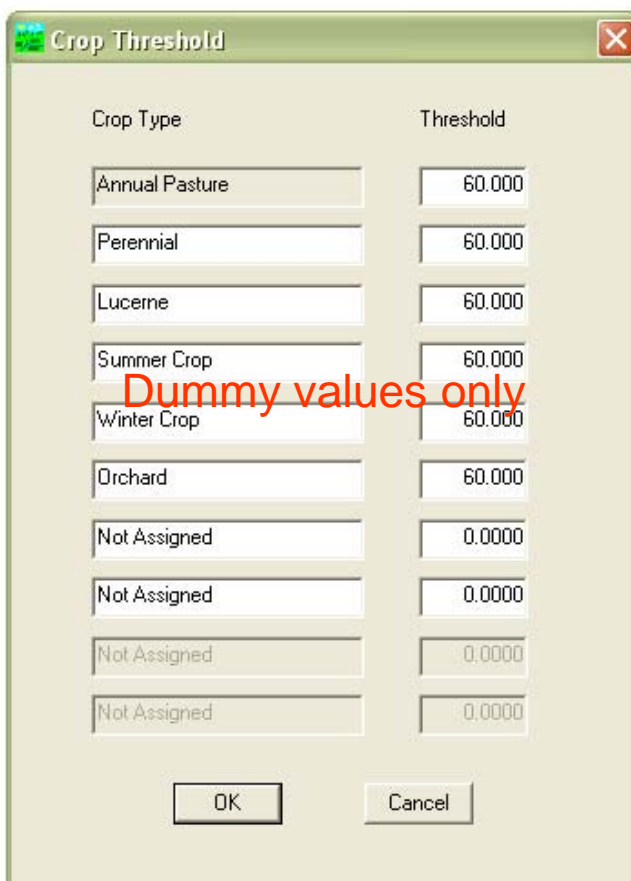 Crop Threshold
Crop Type Threshold
Annual Pasture 60.000
Perennial 60.000
Lucerne 60.000
Summer Crop 60.000
Dummy values only
Winter Crop 60.000
Orchard 60.000
Not Assigned 0.0000
Not Assigned 0.0000
Not Assigned 0.0000
Not Assigned 0.0000
OK Cancel